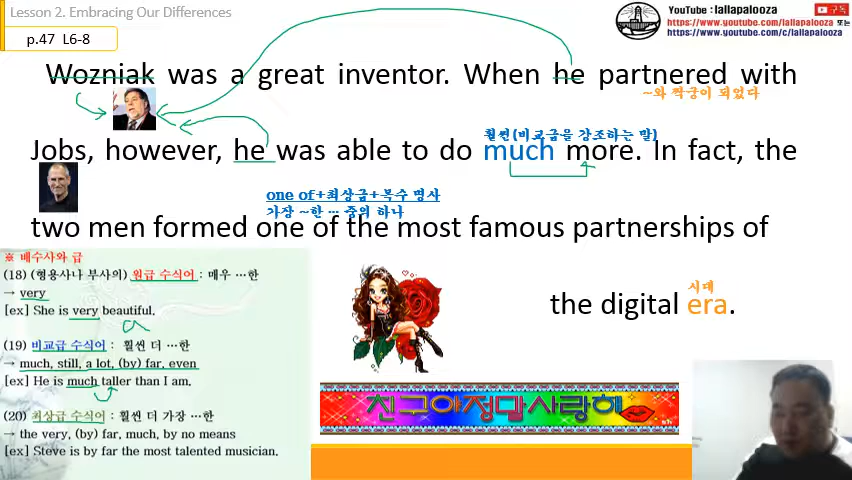 Lesson 2. Embracing Our Differences
p.47 L6-8
YouTube : lallapalooza
구독
https://www.youtube.com/lallapalooza 또는
https://www.youtube.com/c/lallapalooza
Wozniak was a great inventor. When he partnered with
~와 짝궁이 되었다
훨씬(비교급을 강조하는 말)
Jobs, however, he was able to do much more. In fact, the
one of+최상급+복수 명사
가장 ~한 … 중의 하나
two men formed one of the most famous partnerships of
시대
the digital era.
※ 배수사와 급
(18) (형용사나 부사의) 원급 수식어 : 매우 …한
→ very
[ex] She is very beautiful.
(19) 비교급 수식어 : 훨씬 더 …한
→ much, still, a lot, (by) far, even
[ex] He is much taller than I am.
(20) 최상급 수식어 : 훨씬 더 가장 …한
→ the very, (by) far, much, by no means
[ex] Steve is by far the most talented musician.
친구야정말사랑해